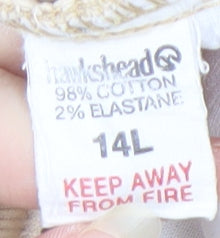 hawkshead
98% COTTON
2% ELASTANE
14L
KEEP AWAY
FROM FIRE